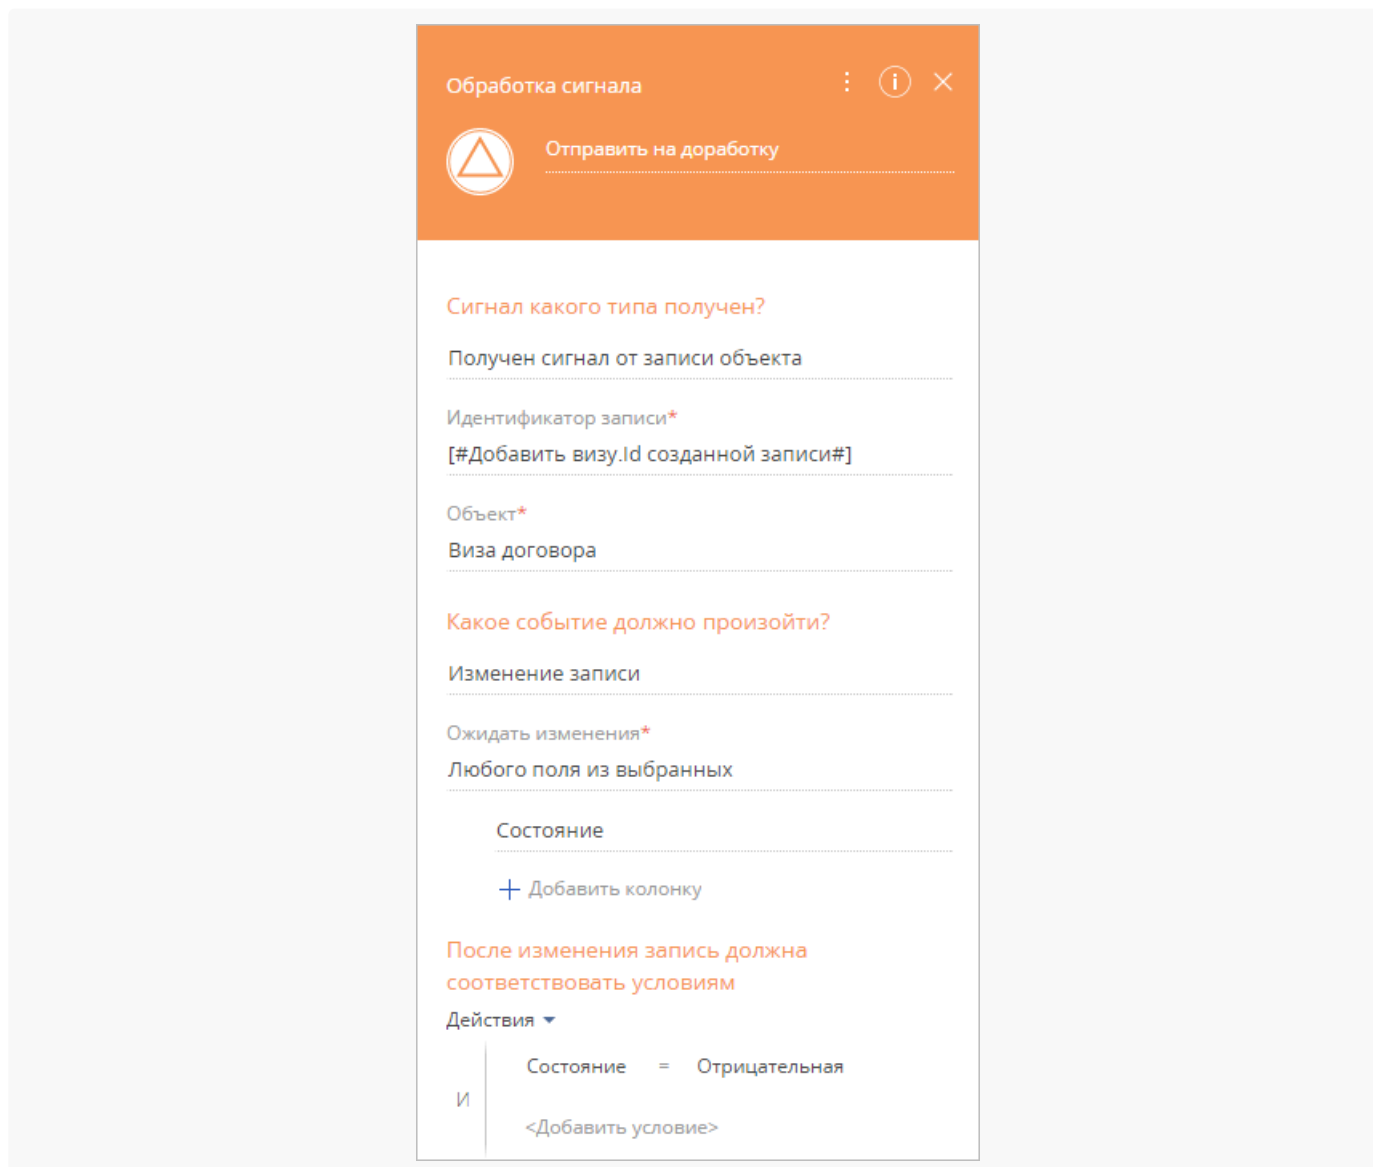 Обработка сигнала
Отправить на доработку
Сигнал какого типа получен?
Получен сигнал от записи объекта
Идентификатор записи*
[#Добавить визу.Id созданной записи#]
Объект*
Виза договора
Какое событие должно произойти?
Изменение записи
Ожидать изменения*
Любого поля из выбранных
Состояние
Добавить колонку
После изменения запись должна
соответствовать условиям
Действия
Состояние = Отрицательная
И
<Добавить условие>